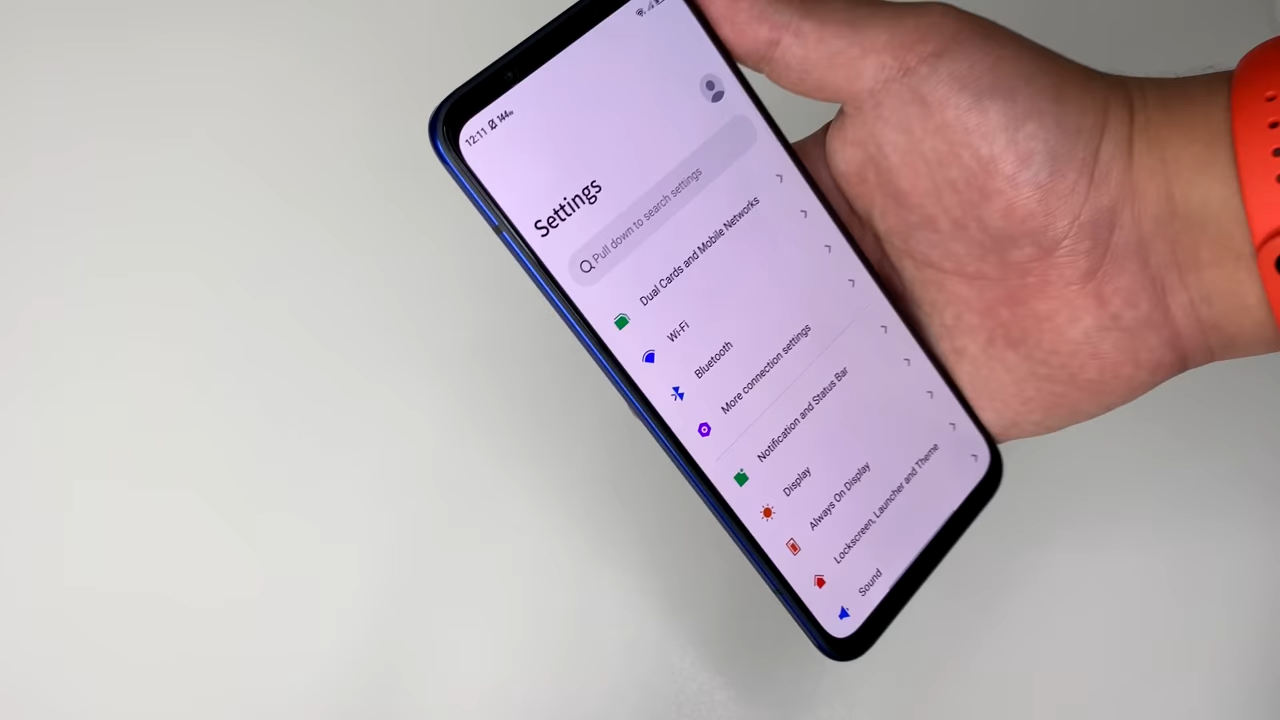 12:11 144Hz
Settings
Pull down to search settings
Dual Cards and Mobile Networks
Wi-Fi
Bluetooth
More connection settings
Notification and Status Bar
Display
Always On Display
Lockscreen, Launcher and Theme
Sound